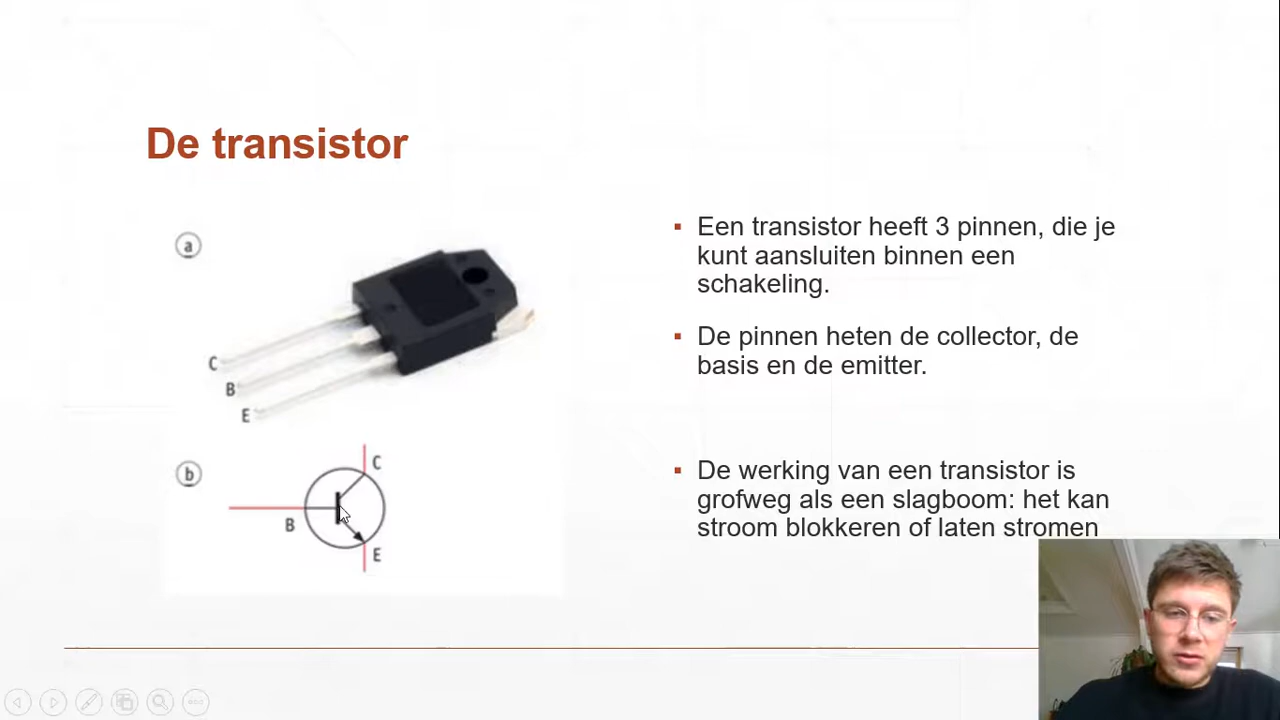 De transistor
a
C
B
E
b
C
B
E
▪ Een transistor heeft 3 pinnen, die je
kunt aansluiten binnen een
schakeling.
▪ De pinnen heten de collector, de
basis en de emitter.
▪ De werking van een transistor is
grofweg als een slagboom: het kan
stroom blokkeren of laten stromen